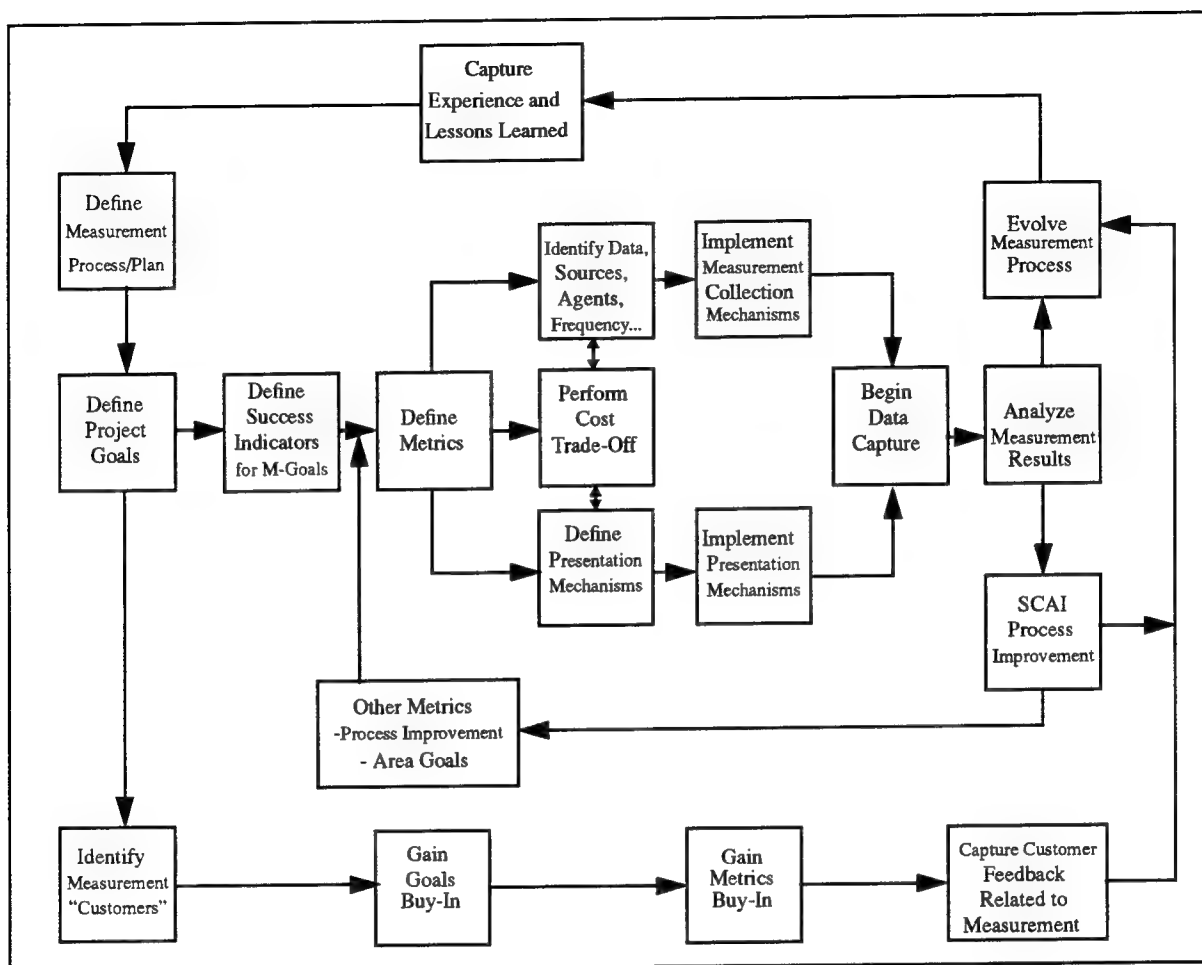 Capture
Experience and
Lessons Learned
Define
Measurement
Process/Plan
Evolve
Measurement
Process
Identify Data,
Sources,
Agents,
Frequency...
Implement
Measurement
Collection
Mechanisms
Define
Project
Goals
Define
Success
Indicators
for M-Goals
Define
Metrics
Perform
Cost
Trade-Off
Begin
Data
Capture
Analyze
Measurement
Results
Define
Presentation
Mechanisms
Implement
Presentation
Mechanisms
SCAI
Process
Improvement
Other Metrics
-Process Improvement
- Area Goals
Identify
Measurement
“Customers”
Gain
Goals
Buy-In
Gain
Metrics
Buy-In
Capture Customer
Feedback
Related to
Measurement